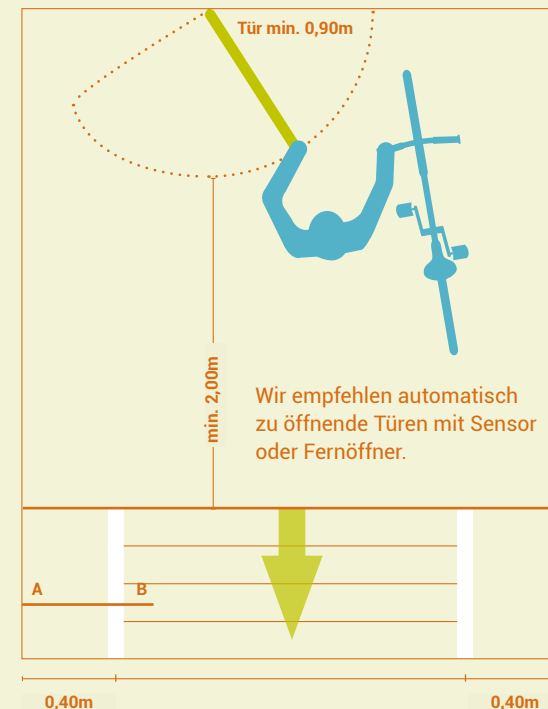 Tür min. 0,90m
min. 2,00m
Wir empfehlen automatisch
zu öffnende Türen mit Sensor
oder Fernöffner.
A
B
0,40m
0,40m